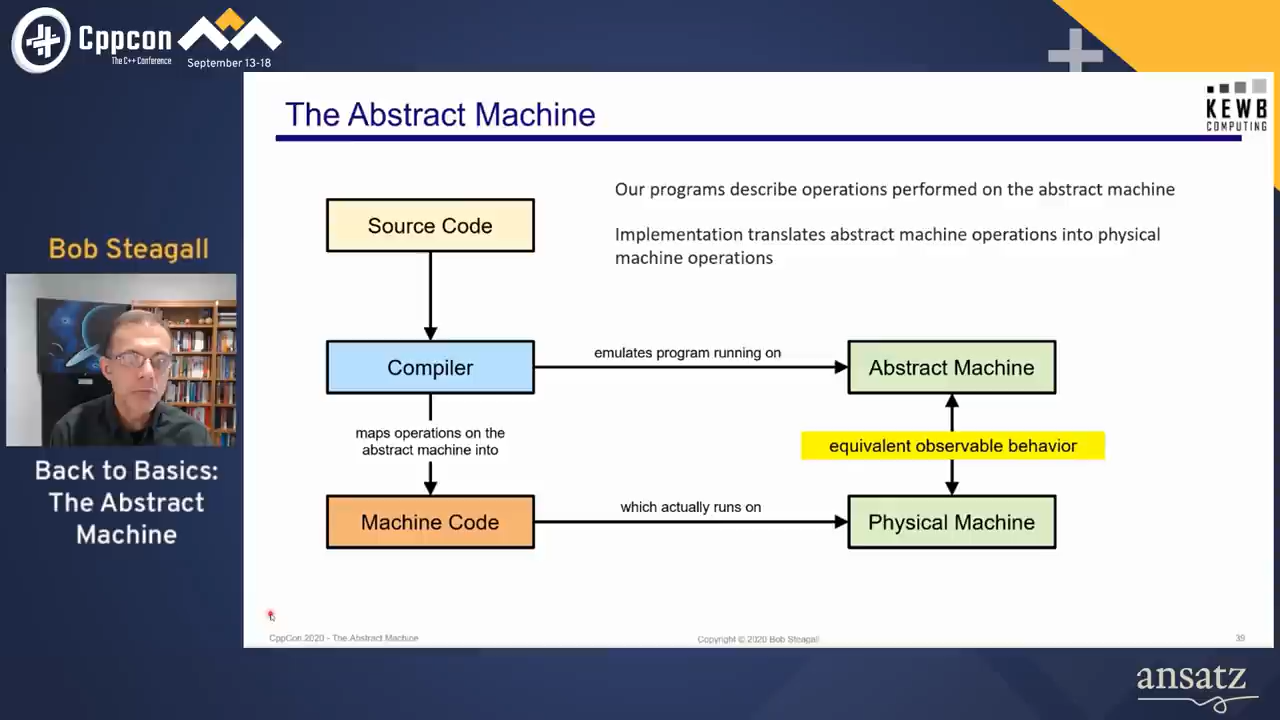 Cppcon
The C++ Conference
September 13-18
Bob Steagall
Back to Basics:
The Abstract
Machine
The Abstract Machine
KEWB
COMPUTING
Our programs describe operations performed on the abstract machine
Implementation translates abstract machine operations into physical
machine operations
Source Code
Compiler
emulates program running on
Abstract Machine
maps operations on the
abstract machine into
equivalent observable behavior
Machine Code
which actually runs on
Physical Machine
CppCon 2020 - The Abstract Machine
Copyright © 2020 Bob Steagall
39
ansatz